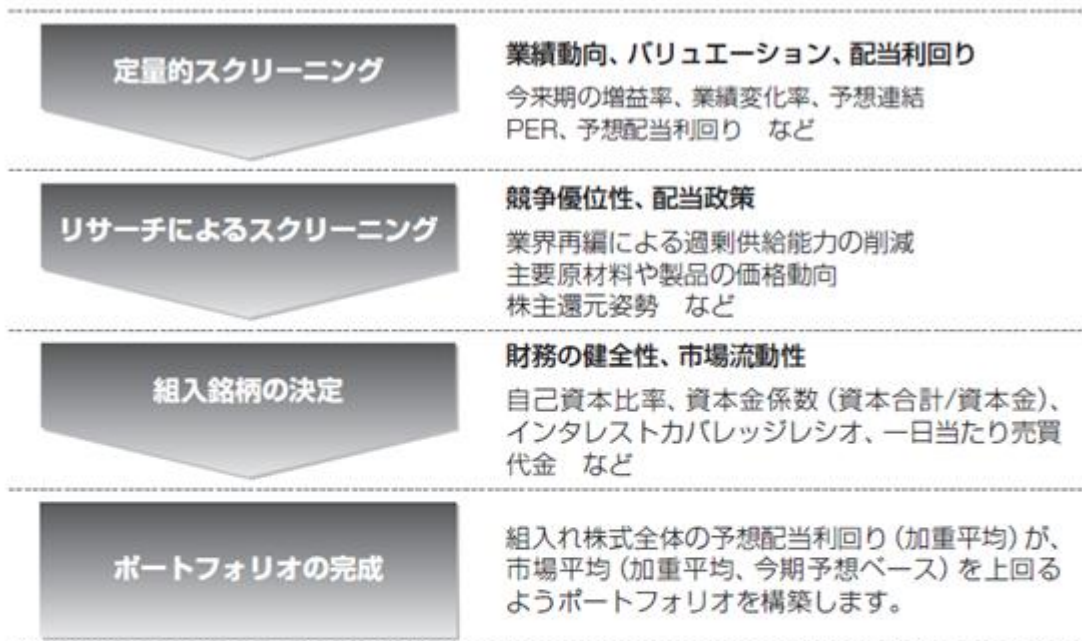 定量的スクリーニング
業績動向、バリュエーション、配当利回り
今来期の増益率、業績変化率、予想連結
PER、予想配当利回り　など
リサーチによるスクリーニング
競争優位性、配当政策
業界再編による過剰供給能力の削減
主要原材料や製品の価格動向
株主還元姿勢　など
組入銘柄の決定
財務の健全性、市場流動性
自己資本比率、資本金係数（資本合計/資本金）、
インタレストカバレッジレシオ、一日当たり売買
代金　など
ポートフォリオの完成
組入れ株式全体の予想配当利回り（加重平均）が、
市場平均（加重平均、今期予想ベース）を上回る
ようポートフォリオを構築します。